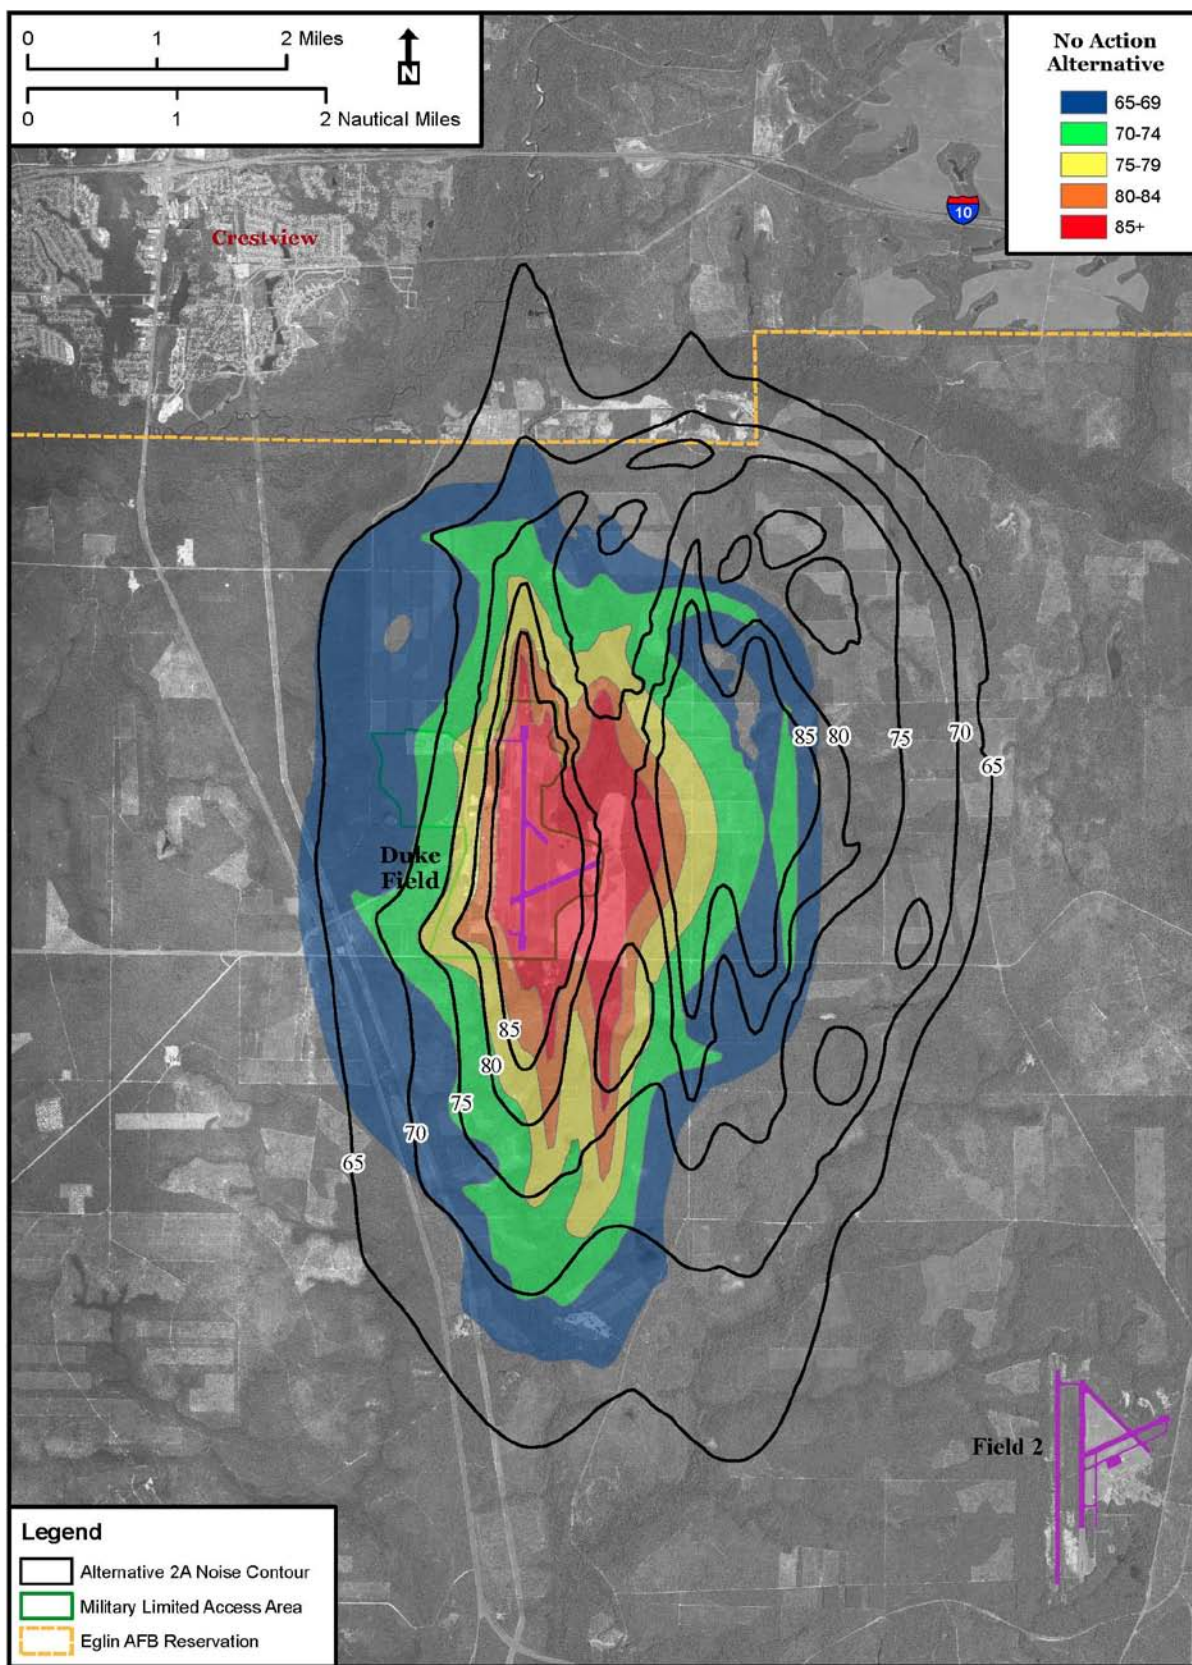 0 1 2 Miles
N
0 1 2 Nautical Miles
No Action
Alternative
65-69
70-74
75-79
80-84
85+
10
Crestview
85
80
75
70
65
Duke
Field
85
80
75
70
65
Field 2
Legend
Alternative 2A Noise Contour
Military Limited Access Area
Eglin AFB Reservation